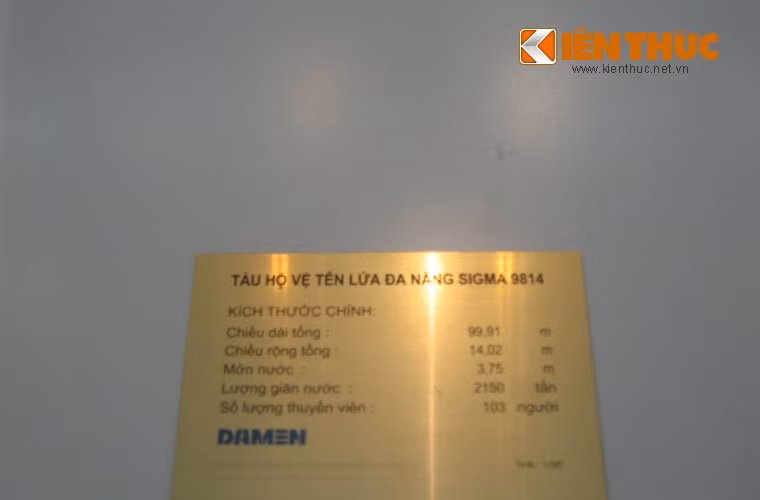 KIẾN THỨC
www.kienthuc.net.vn
TÀU HỘ VỆ TÊN LỬA ĐA NĂNG SIGMA 9814
KÍCH THƯỚC CHÍNH:
Chiều dài tổng : 99,91 m
Chiều rộng tổng : 14,02 m
Mớn nước : 3,75 m
Lượng giãn nước : 2150 tấn
Số lượng thuyền viên : 103 người
DAMEN